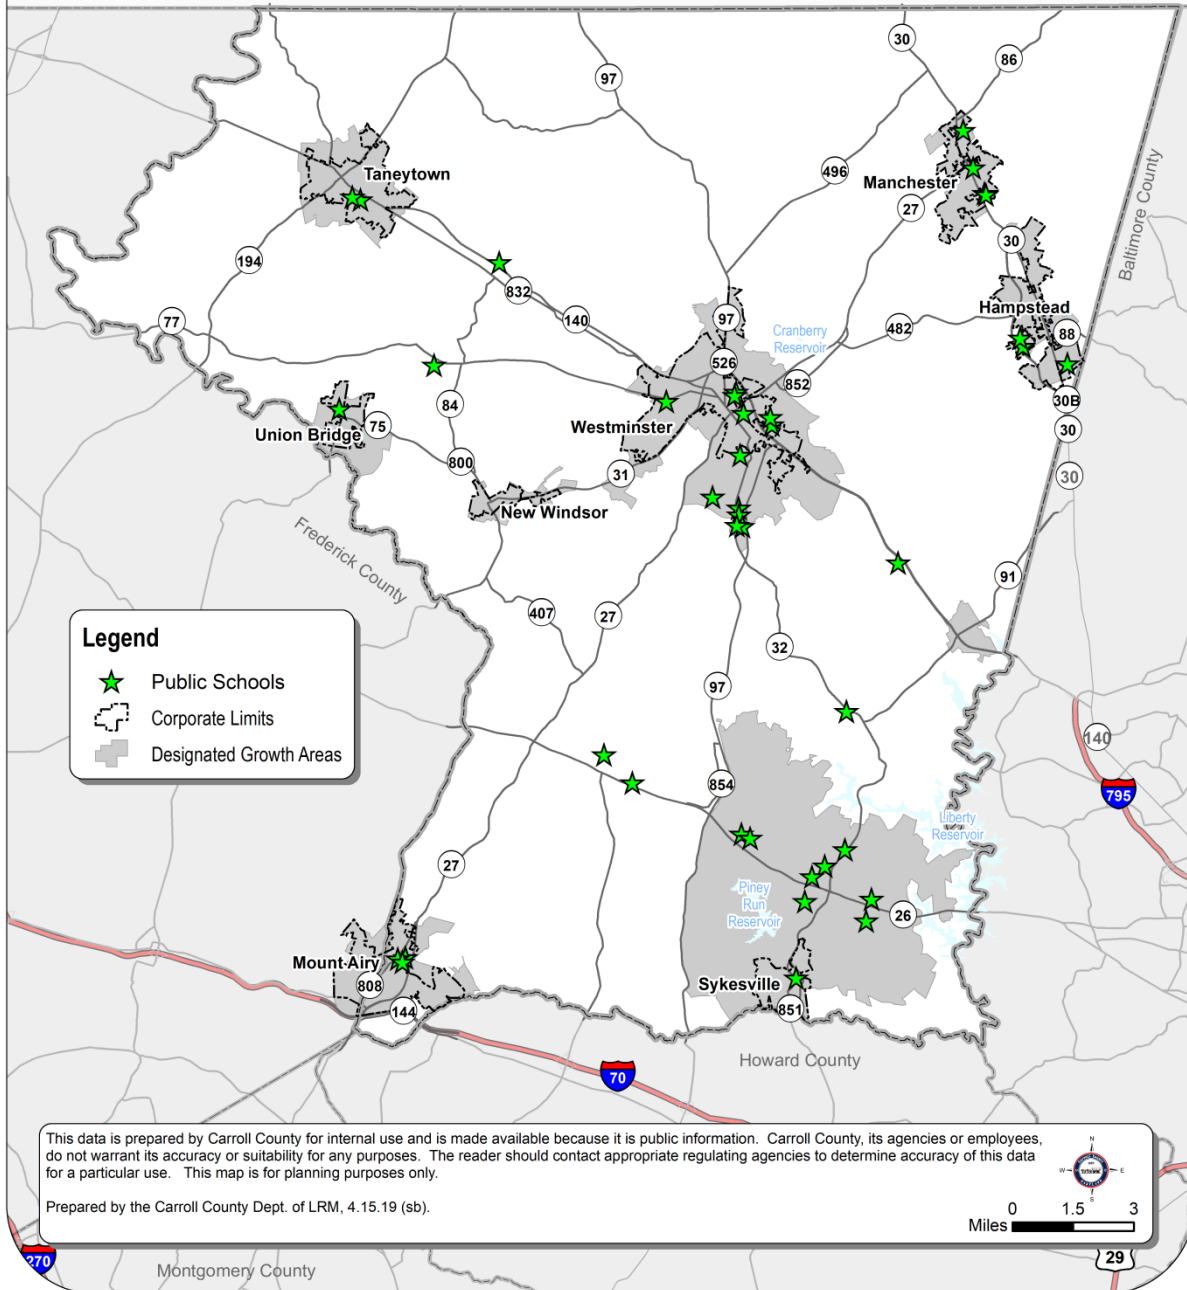 30
86
97
Taneytown
496
Manchester
27
Baltimore County
30
194
832
97
Hampstead
77
140
Cranberry
Reservoir
482
88
526
852
84
30B
Westminster
75
Union Bridge
30
800
31
30
New Windsor
Frederick County
91
407
27
32
Legend
Public Schools
Corporate Limits
Designated Growth Areas
97
140
854
795
Liberty
Reservoir
27
Piney
Run
Reservoir
26
Mount Airy
808
Sykesville
144
851
Howard County
70
This data is prepared by Carroll County for internal use and is made available because it is public information. Carroll County, its agencies or employees,
do not warrant its accuracy or suitability for any purposes. The reader should contact appropriate regulating agencies to determine accuracy of this data
for a particular use. This map is for planning purposes only.
Prepared by the Carroll County Dept. of LRM, 4.15.19 (sb).
N
W
E
S
0 1.5 3
Miles
270
29
Montgomery County